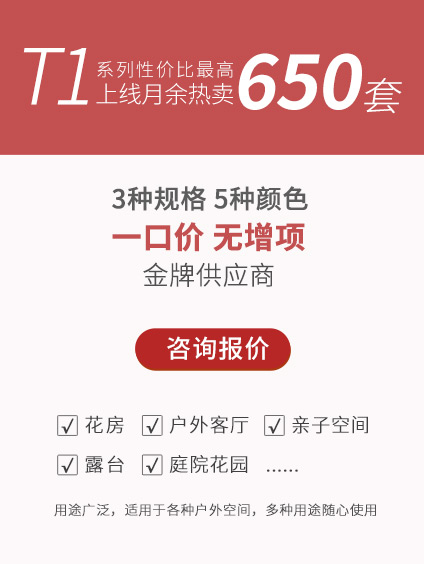 T1 系列性价比最高
上线月余热卖 650套
3种规格 5种颜色
一口价 无增项
金牌供应商
咨询报价
√ 花房 √ 户外客厅 √ 亲子空间
√ 露台 √ 庭院花园 ......
用途广泛，适用于各种户外空间，多种用途随心使用